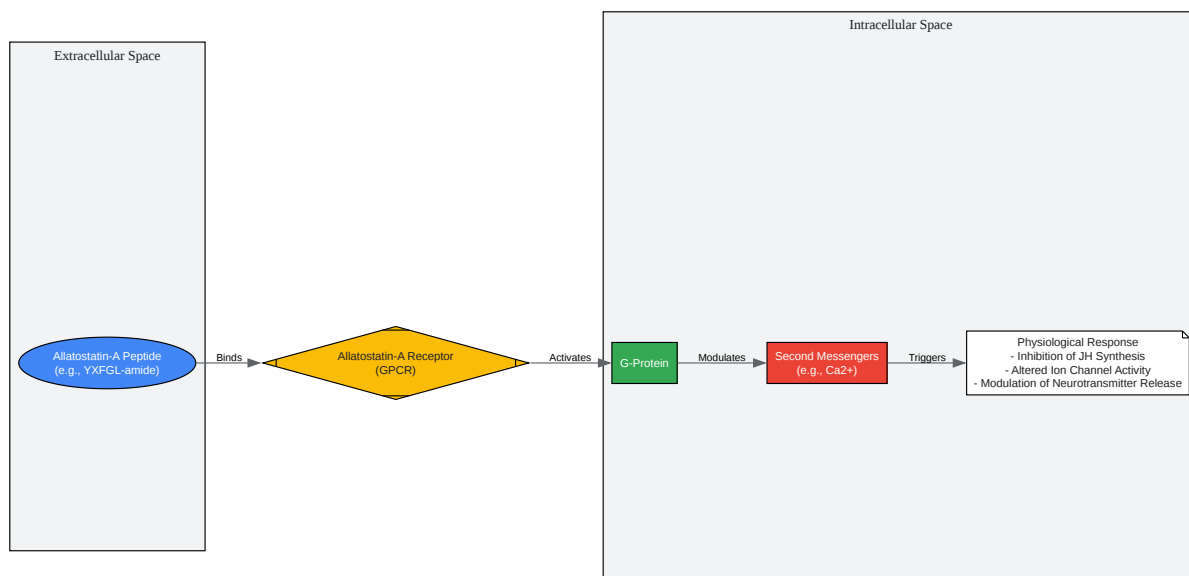 Extracellular Space
Intracellular Space
Allatostatin-A Peptide
(e.g., YXFGL-amide)
Binds
Allatostatin-A Receptor
(GPCR)
Activates
G-Protein
Modulates
Second Messengers
(e.g., Ca2+)
Triggers
Physiological Response
- Inhibition of JH Synthesis
- Altered Ion Channel Activity
- Modulation of Neurotransmitter Release